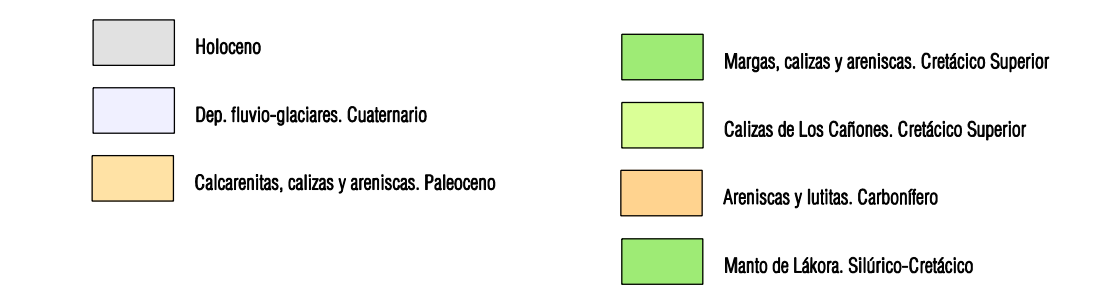 Holoceno
Dep. fluvio-glaciares. Cuaternario
Calcarenitas, calizas y areniscas. Paleoceno
Margas, calizas y areniscas. Cretácico Superior
Calizas de Los Cañones. Cretácico Superior
Areniscas y lutitas. Carbonífero
Manto de Lákora. Silúrico-Cretácico